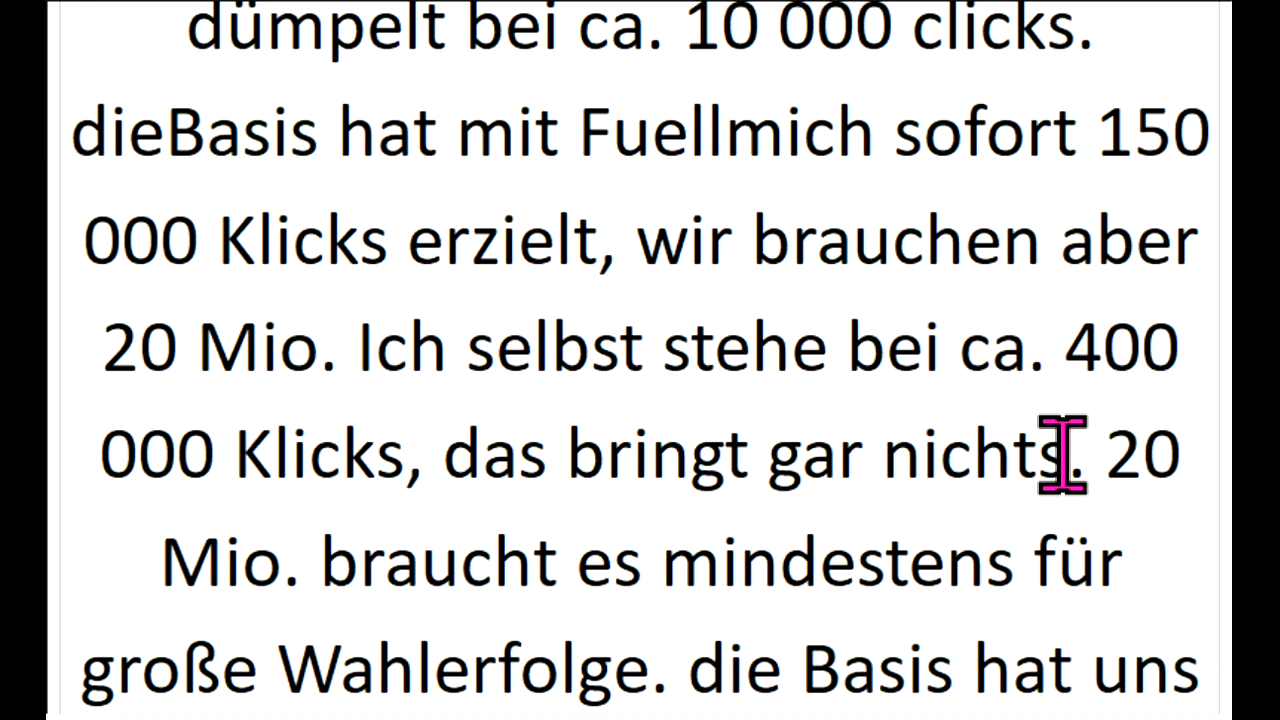 dümpelt bei ca. 10 000 clicks.
dieBasis hat mit Fuellmich sofort 150
000 Klicks erzielt, wir brauchen aber
20 Mio. Ich selbst stehe bei ca. 400
000 Klicks, das bringt gar nichts. 20
Mio. braucht es mindestens für
große Wahlerfolge. die Basis hat uns